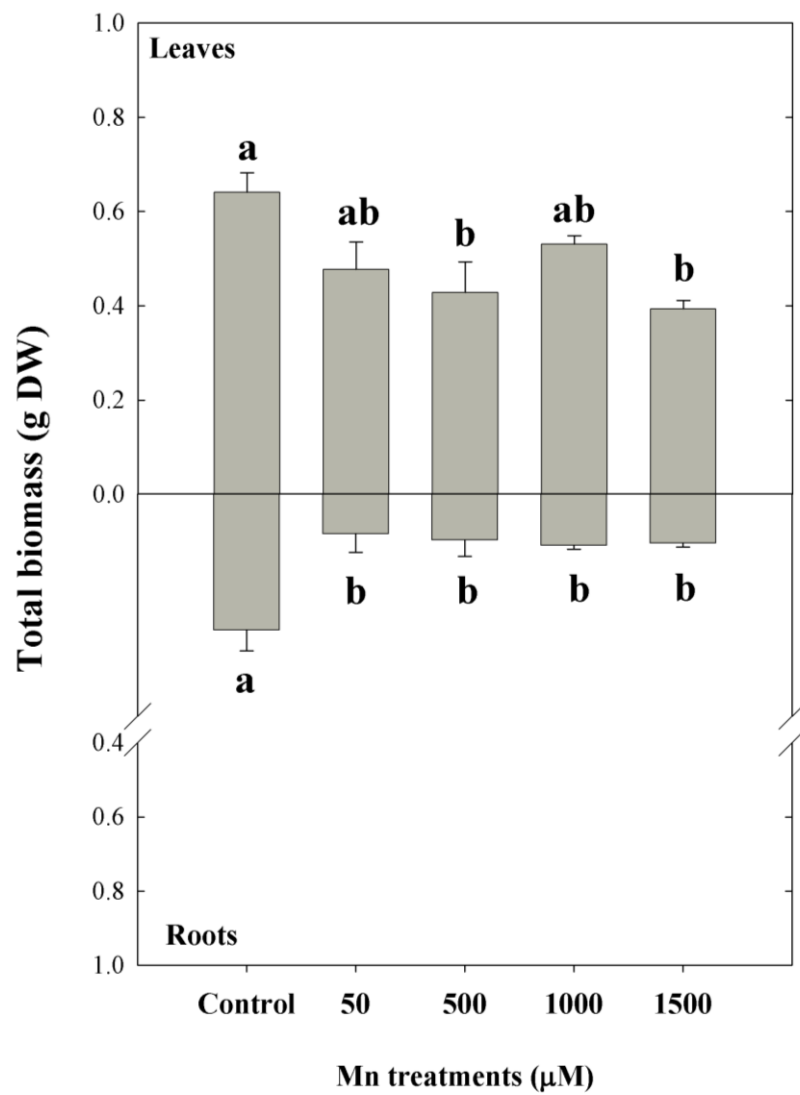 1.0
Leaves
0.8
a
ab
b
ab
b
0.6
0.4
0.2
0.0
Total biomass (g DW)
b
b
b
b
a
0.4
0.6
0.8
Roots
1.0
Control 50 500 1000 1500
Mn treatments (μM)